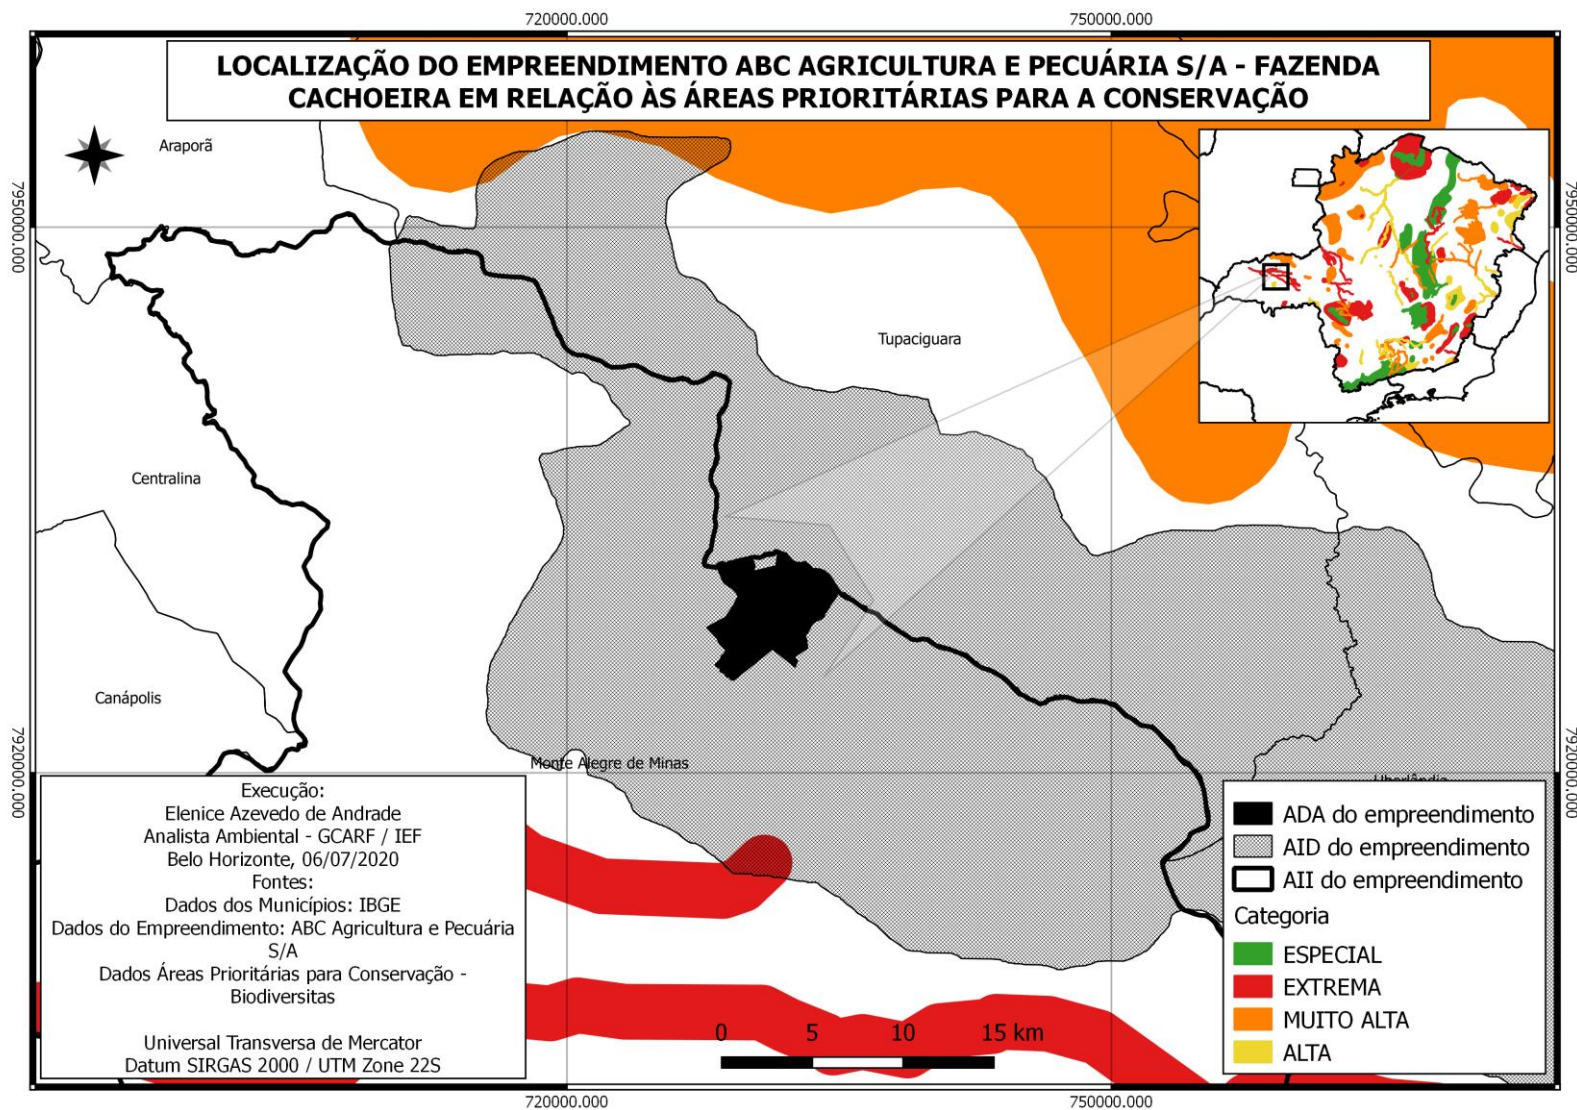 720000.000
750000.000
LOCALIZAÇÃO DO EMPREENDIMENTO ABC AGRICULTURA E PECUÁRIA S/A - FAZENDA
CACHOEIRA EM RELAÇÃO ÀS ÁREAS PRIORITÁRIAS PARA A CONSERVAÇÃO
Araporã
7950000.000
7950000.000
Tupaciguara
Centralina
Canápolis
Monte Alegre de Minas
Uberlândia
7920000.000
7920000.000
Execução:
Elenice Azevedo de Andrade
Analista Ambiental - GCARF / IEF
Belo Horizonte, 06/07/2020
Fontes:
Dados dos Municípios: IBGE
Dados do Empreendimento: ABC Agricultura e Pecuária
S/A
Dados Áreas Prioritárias para Conservação -
Biodiversitas
Universal Transversa de Mercator
Datum SIRGAS 2000 / UTM Zone 22S
0 5 10 15 km
ADA do empreendimento
AID do empreendimento
AII do empreendimento
Categoria
ESPECIAL
EXTREMA
MUITO ALTA
ALTA
720000.000
750000.000